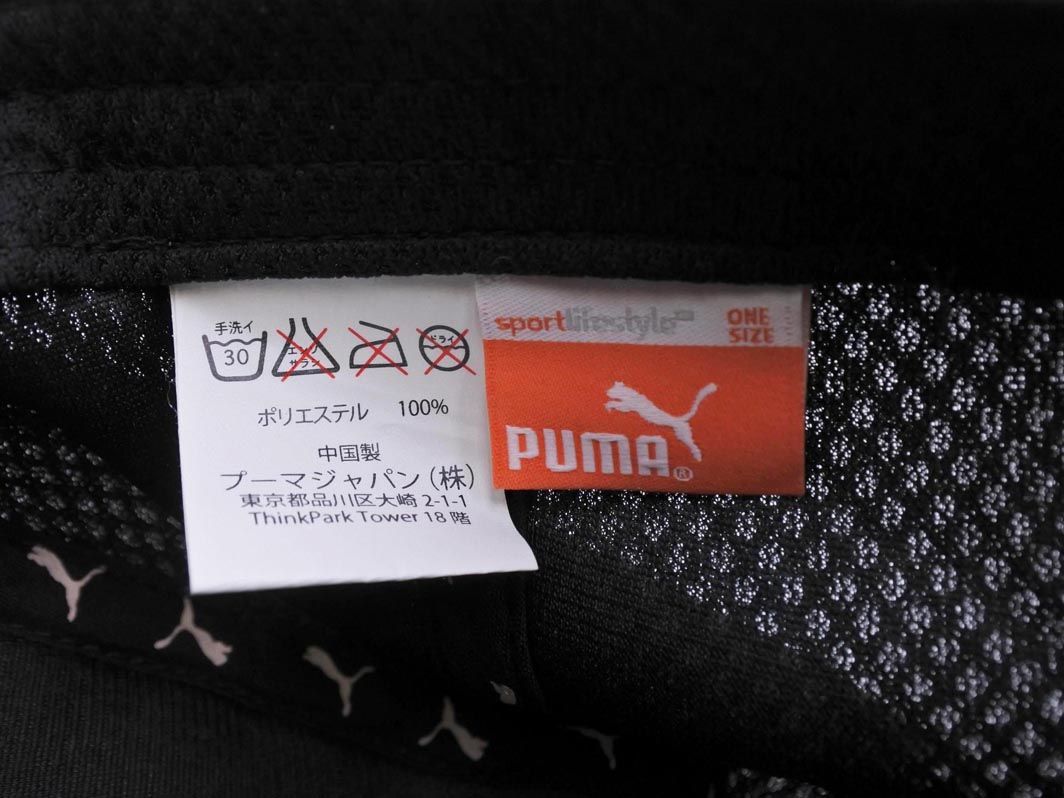 手洗イ
30
エンソ
サラシ
ドライ
ポリエステル 100%
中国製
プーマジャパン(株)
東京都品川区大崎 2-1-1
ThinkPark Tower 18 階
sportlifestyle
ONE
SIZE
PUMA®